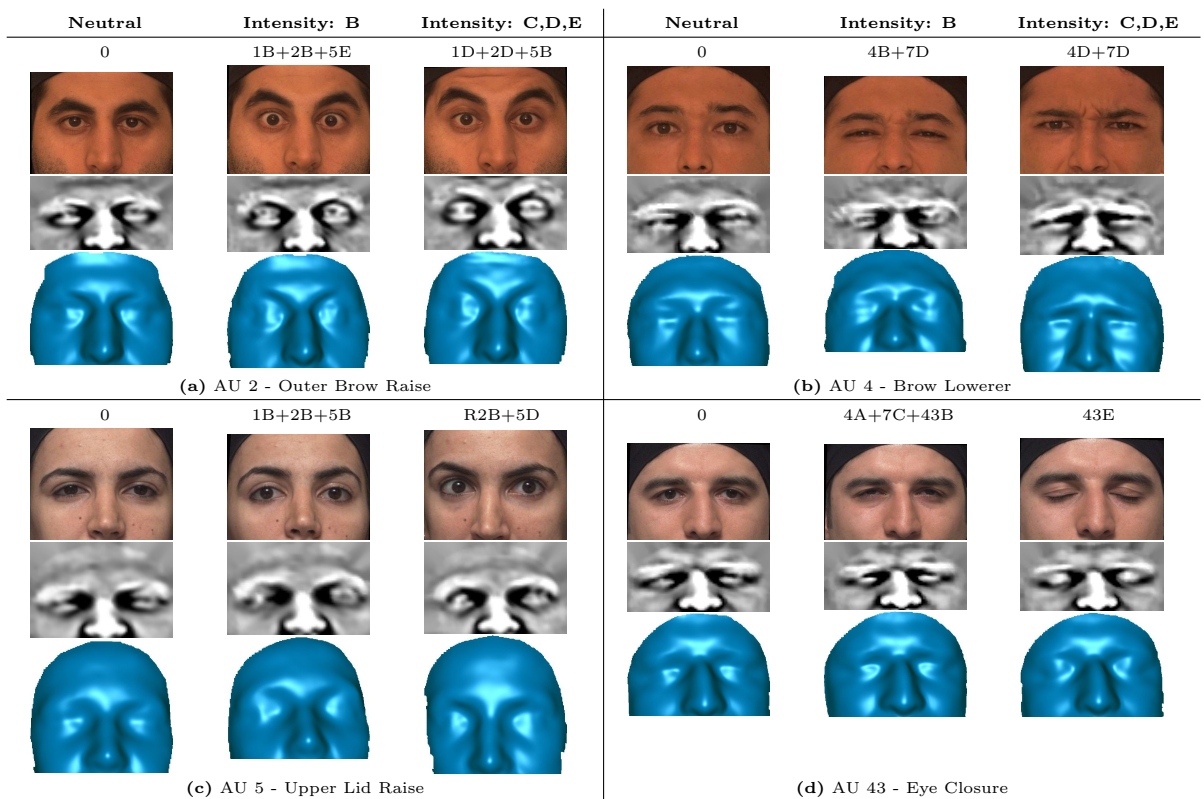 Neutral Intensity: B Intensity: C,D,E Neutral Intensity: B Intensity: C,D,E
0 1B+2B+5E 1D+2D+5B 0 4B+7D 4D+7D
(a) AU 2 - Outer Brow Raise (b) AU 4 - Brow Lowerer
0 1B+2B+5B R2B+5D 0 4A+7C+43B 43E
(c) AU 5 - Upper Lid Raise (d) AU 43 - Eye Closure